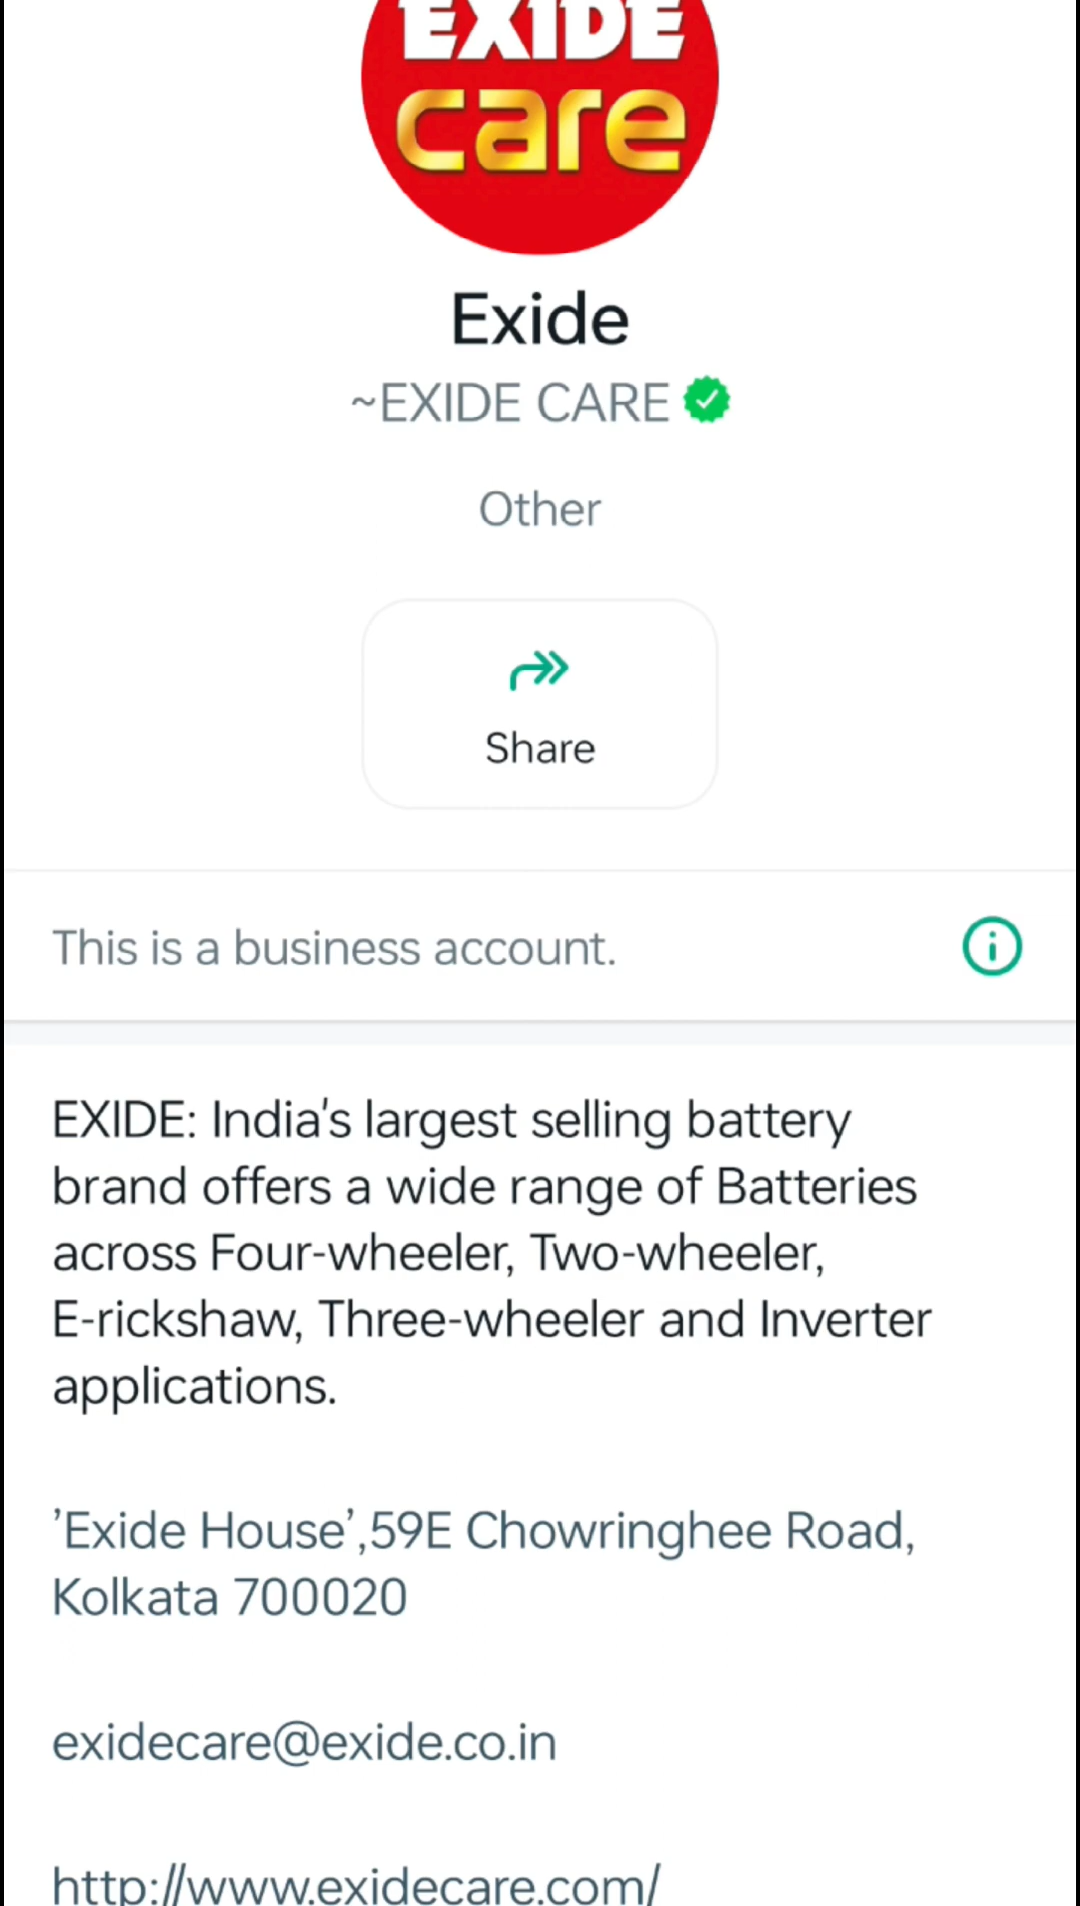 EXIDE
care
Exide
~EXIDE CARE
Other
Share
This is a business account.
EXIDE: India's largest selling battery
brand offers a wide range of Batteries
across Four-wheeler, Two-wheeler,
E-rickshaw, Three-wheeler and Inverter
applications.
’Exide House’,59E Chowringhee Road,
Kolkata 700020
exidecare@exide.co.in
http://www.exidecare.com/